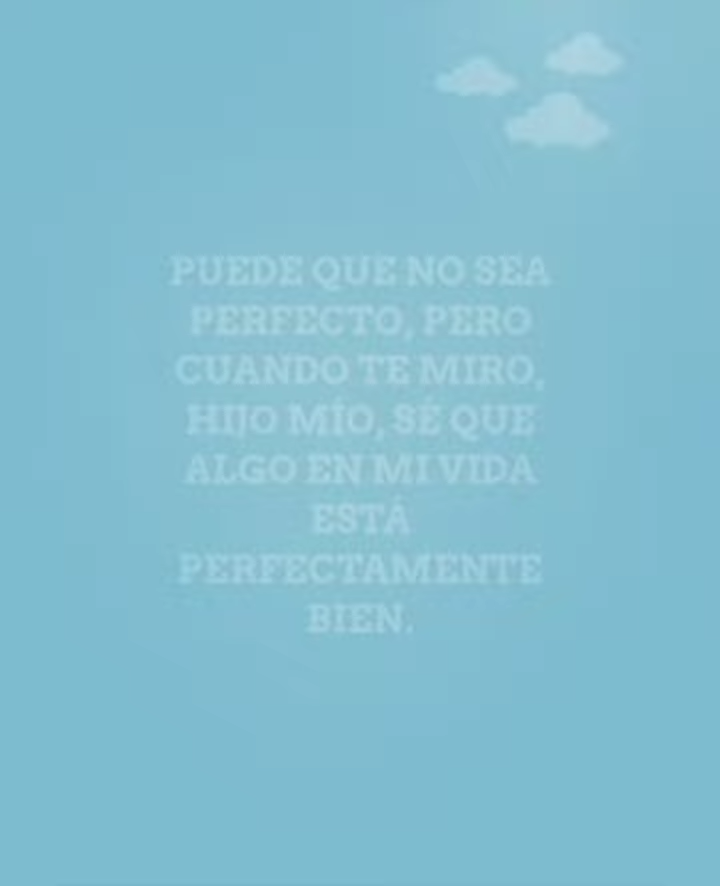 PUEDE QUE NO SEA
PERFECTO, PERO
CUANDO TE MIRO,
HIJO MÍO, SÉ QUE
ALGO EN MI VIDA
ESTÁ
PERFECTAMENTE
BIEN.